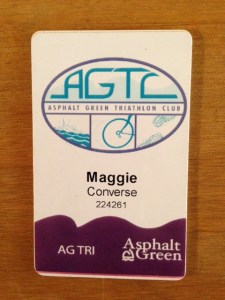 AGTC
ASPHALT GREEN TRIATHLON CLUB
Maggie
Converse
224261
AG TRI
Asphalt
Green